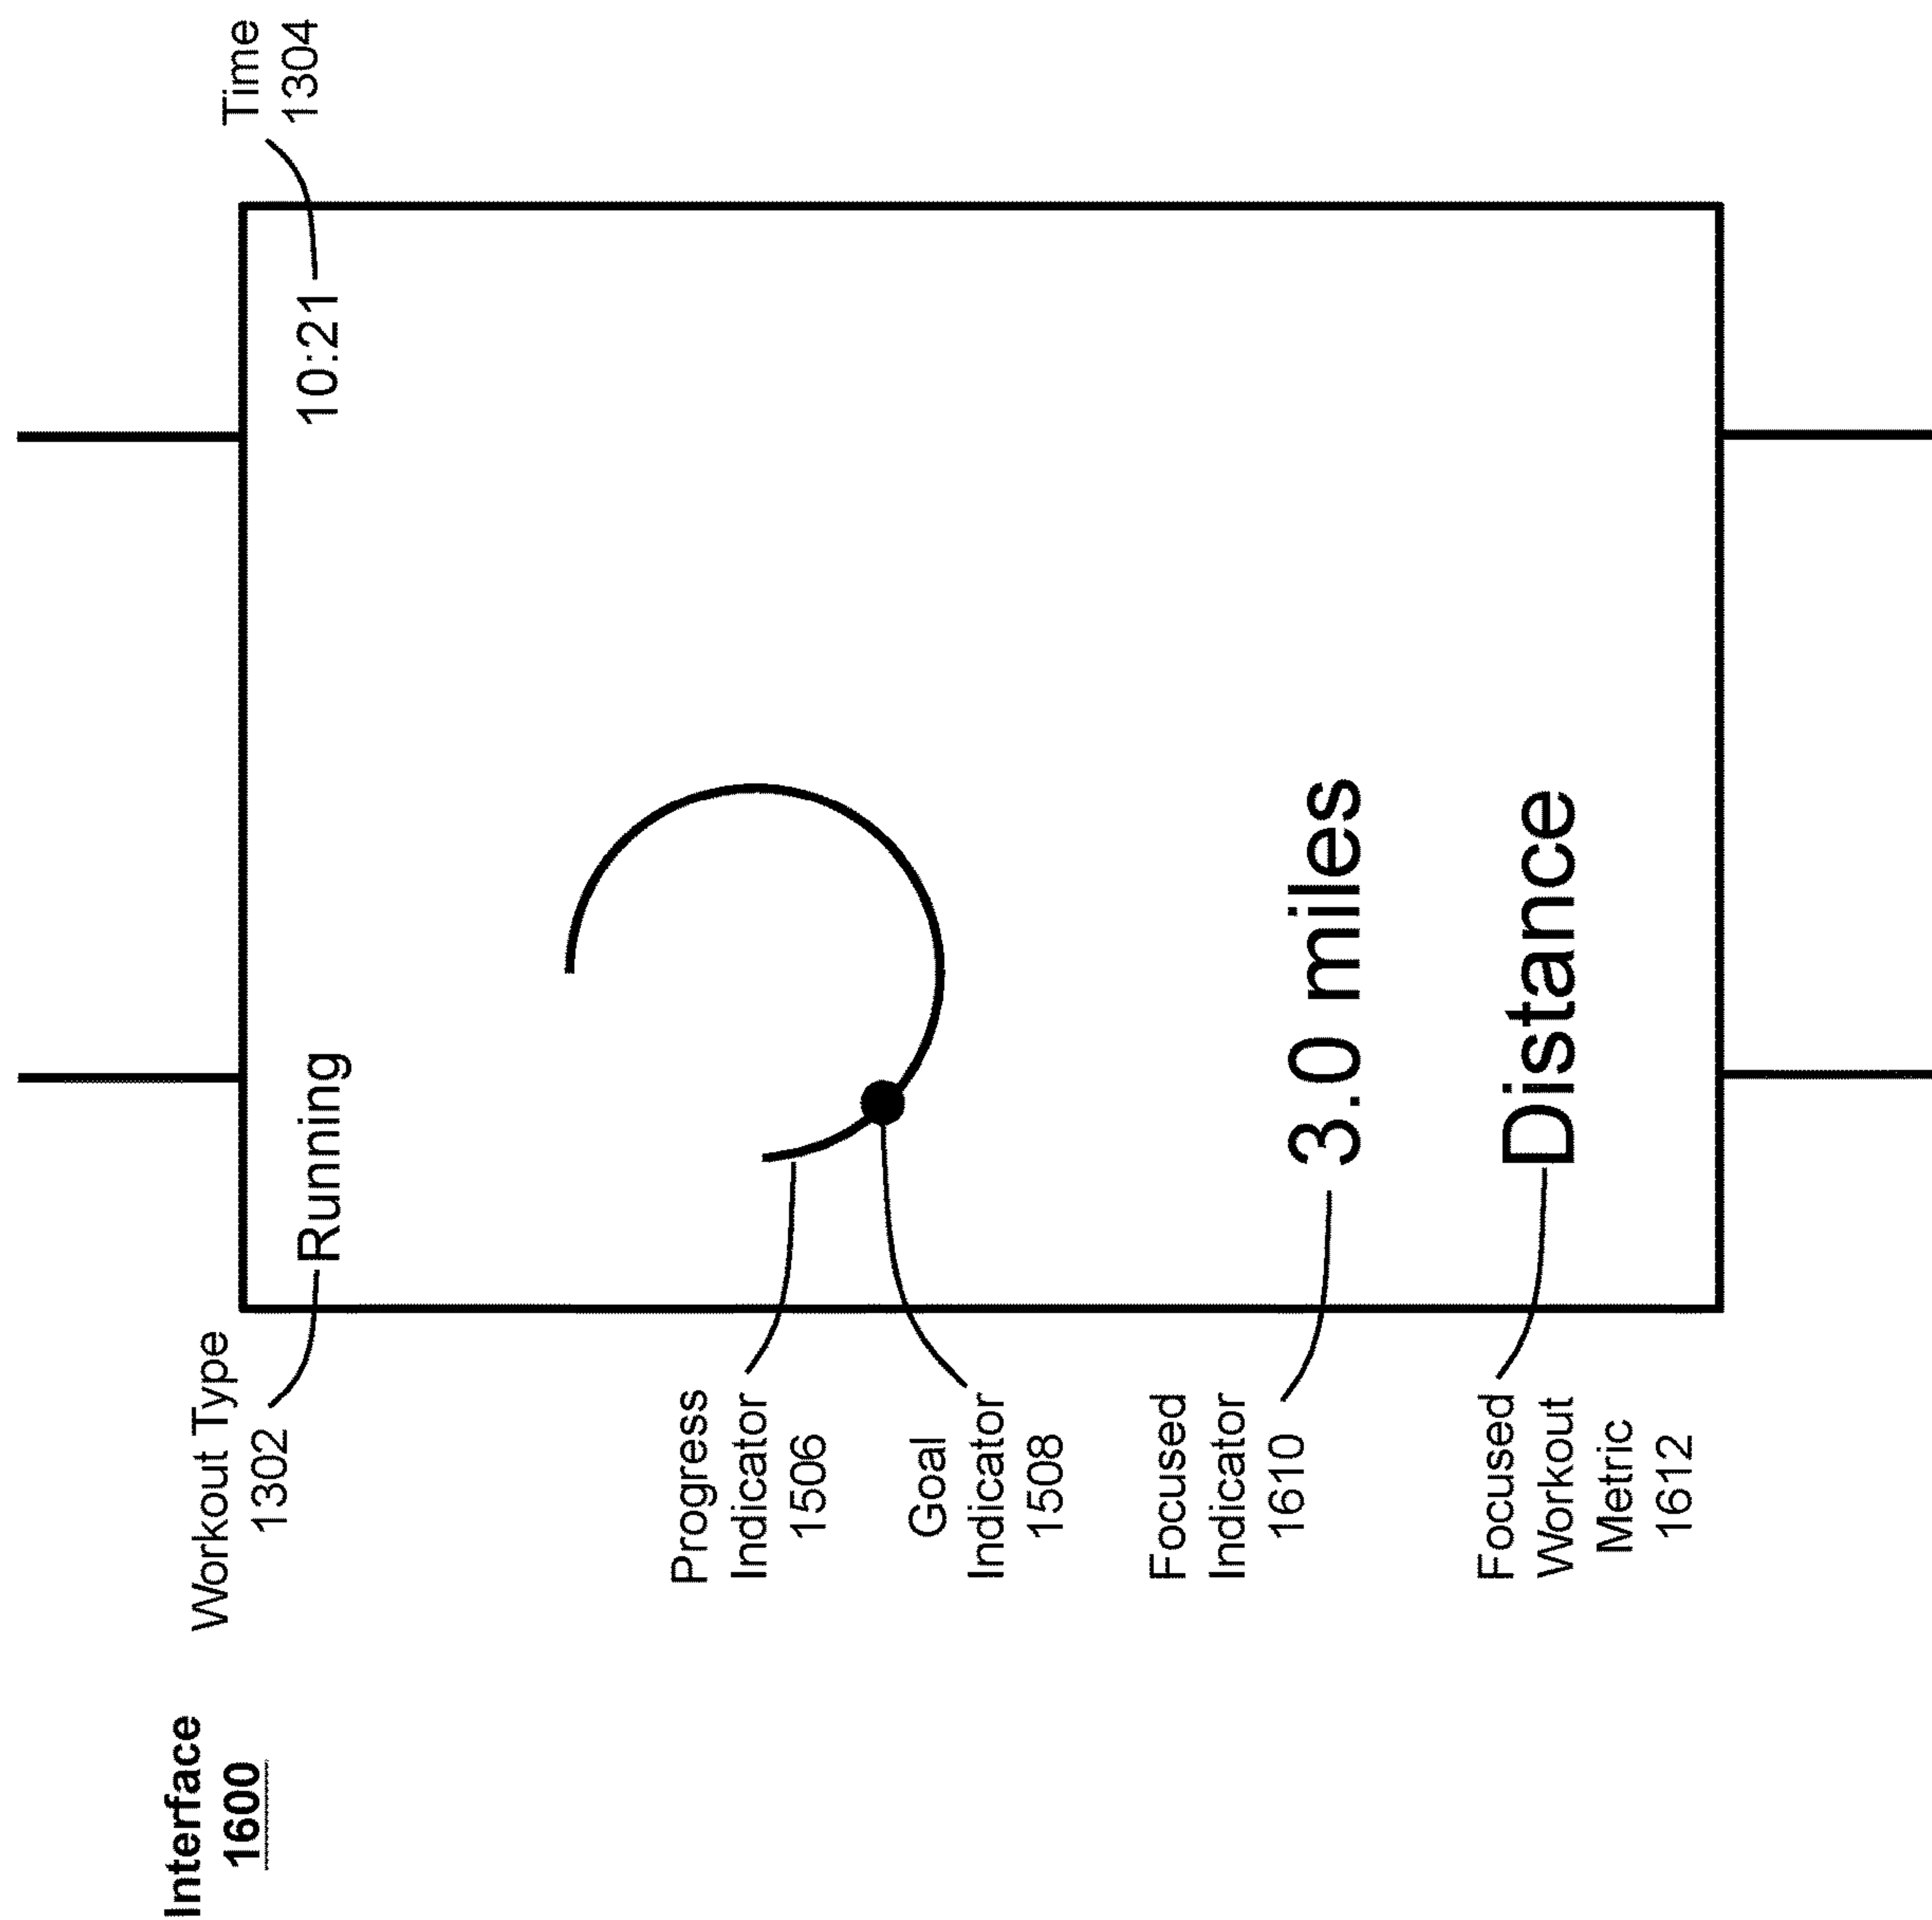 Interface
1600
Workout Type
1302
Time
1304
Running
10:21
Progress
Indicator
1506
Goal
Indicator
1508
Focused
Indicator
1610
3.0 miles
Focused
Workout
Metric
1612
Distance